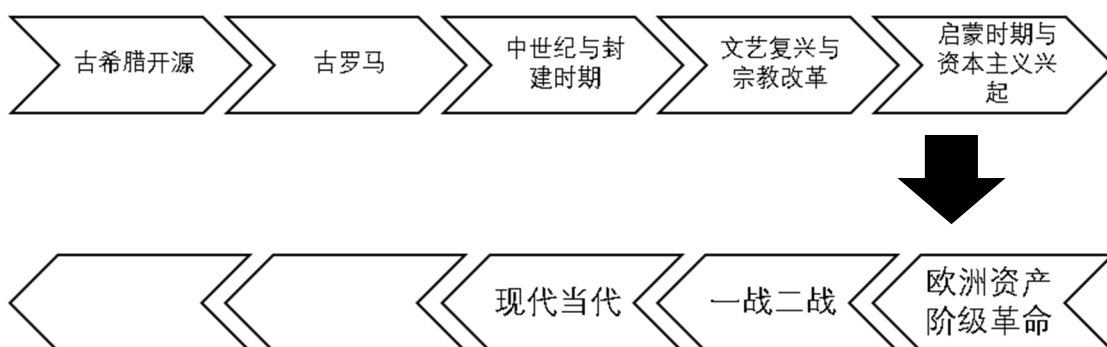 古希腊开源
古罗马
中世纪与封
建时期
文艺复兴与
宗教改革
启蒙时期与
资本主义兴
起
欧洲资产
阶级革命
一战二战
现代当代